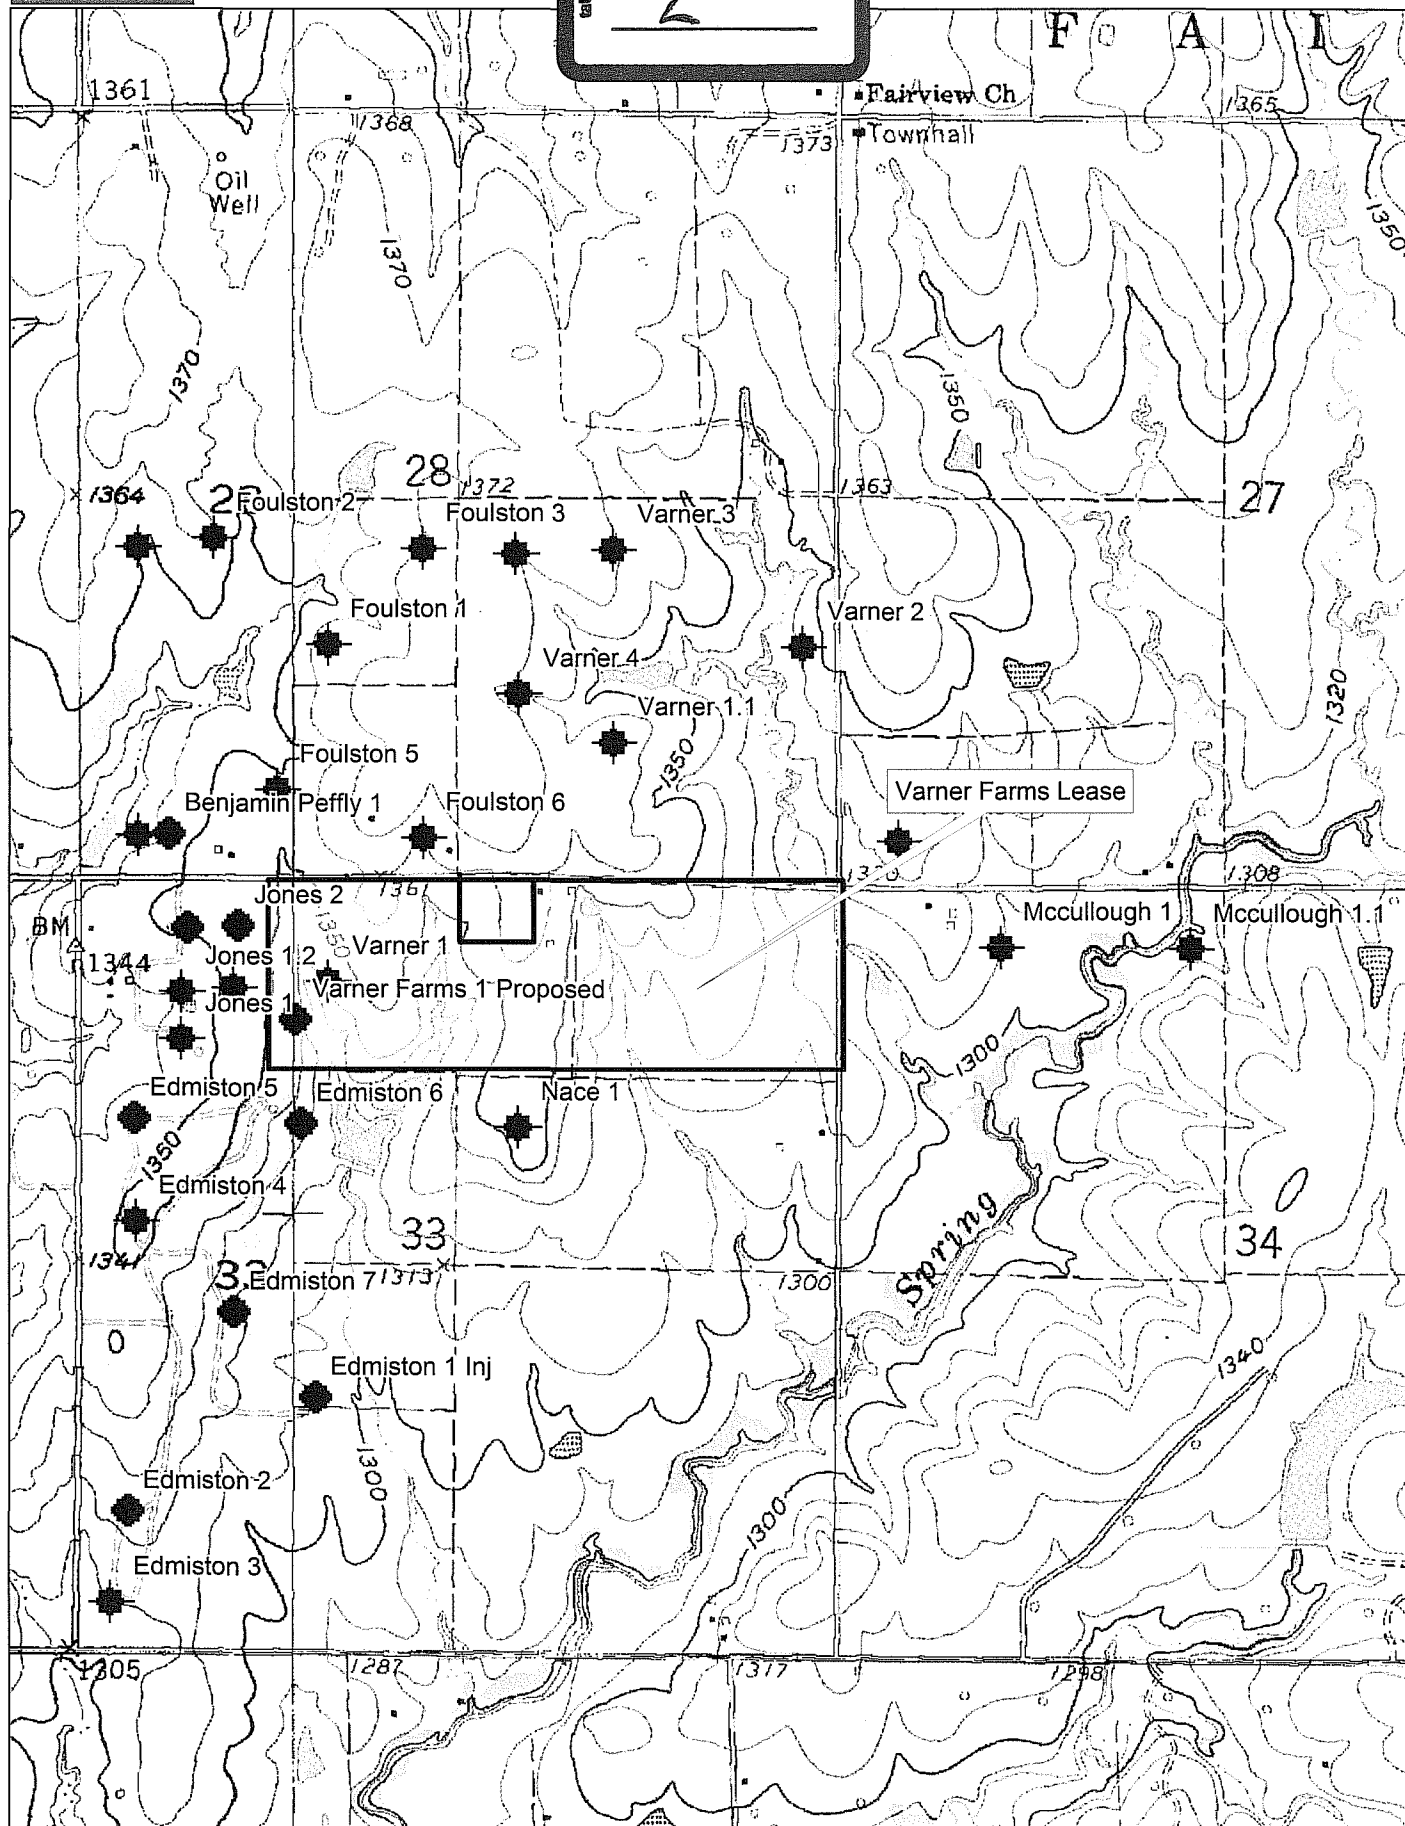 2
F A I
1361
Fairview Ch
1365
1368
Townhall
1373
Oil
Well
1350
1370
1370
1350
28
1364
Foulston 2
1372
1363
27
Foulston 3
Varner 3
Foulston 1
Varner 2
Varner 4
1320
Varner 1.1
Foulston 5
1350
Varner Farms Lease
Benjamin Peffly 1
Foulston 6
1308
Jones 2
Mccullough 1
Mccullough 1.1
BM
1350
Varner 1
Jones 1.2
1344
Varner Farms 1 Proposed
Jones 1
1300
Edmiston 5
Edmiston 6
Nace 1
1350
Edmiston 4
Spring
33
34
1341
Edmiston 7
1313
1300
0
1340
Edmiston 1 Inj
1300
Edmiston 2
1300
Edmiston 3
1305
1287
1317
1298